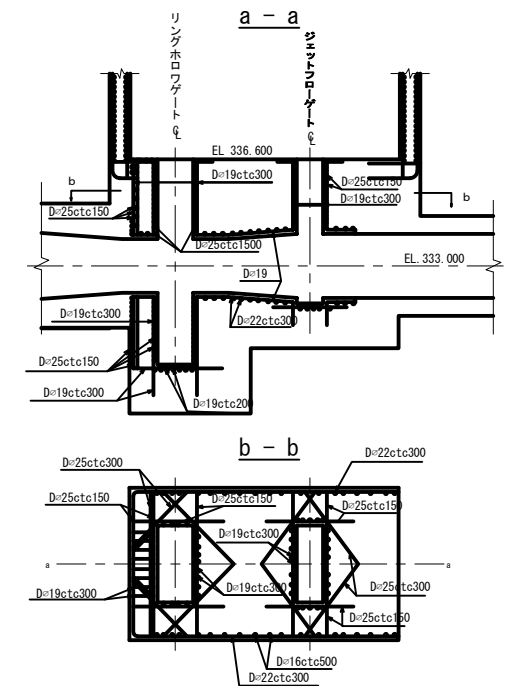 a - a
リングホロワゲート ℄
ジェットフローゲート ℄
EL 336.600
D⌀19ctc300
b
D⌀25ctc150
D⌀25ctc150
D⌀19ctc300
b
D⌀25ctc1500
EL.333.000
D⌀19
D⌀19ctc300
D⌀22ctc300
D⌀25ctc150
D⌀19ctc300
D⌀19ctc200
b - b
D⌀25ctc300
D⌀22ctc300
D⌀25ctc150
D⌀25ctc150
D⌀25ctc150
D⌀19ctc300
a
a
D⌀19ctc300
D⌀19ctc300
D⌀25ctc300
D⌀25ctc150
D⌀16ctc500
D⌀22ctc300